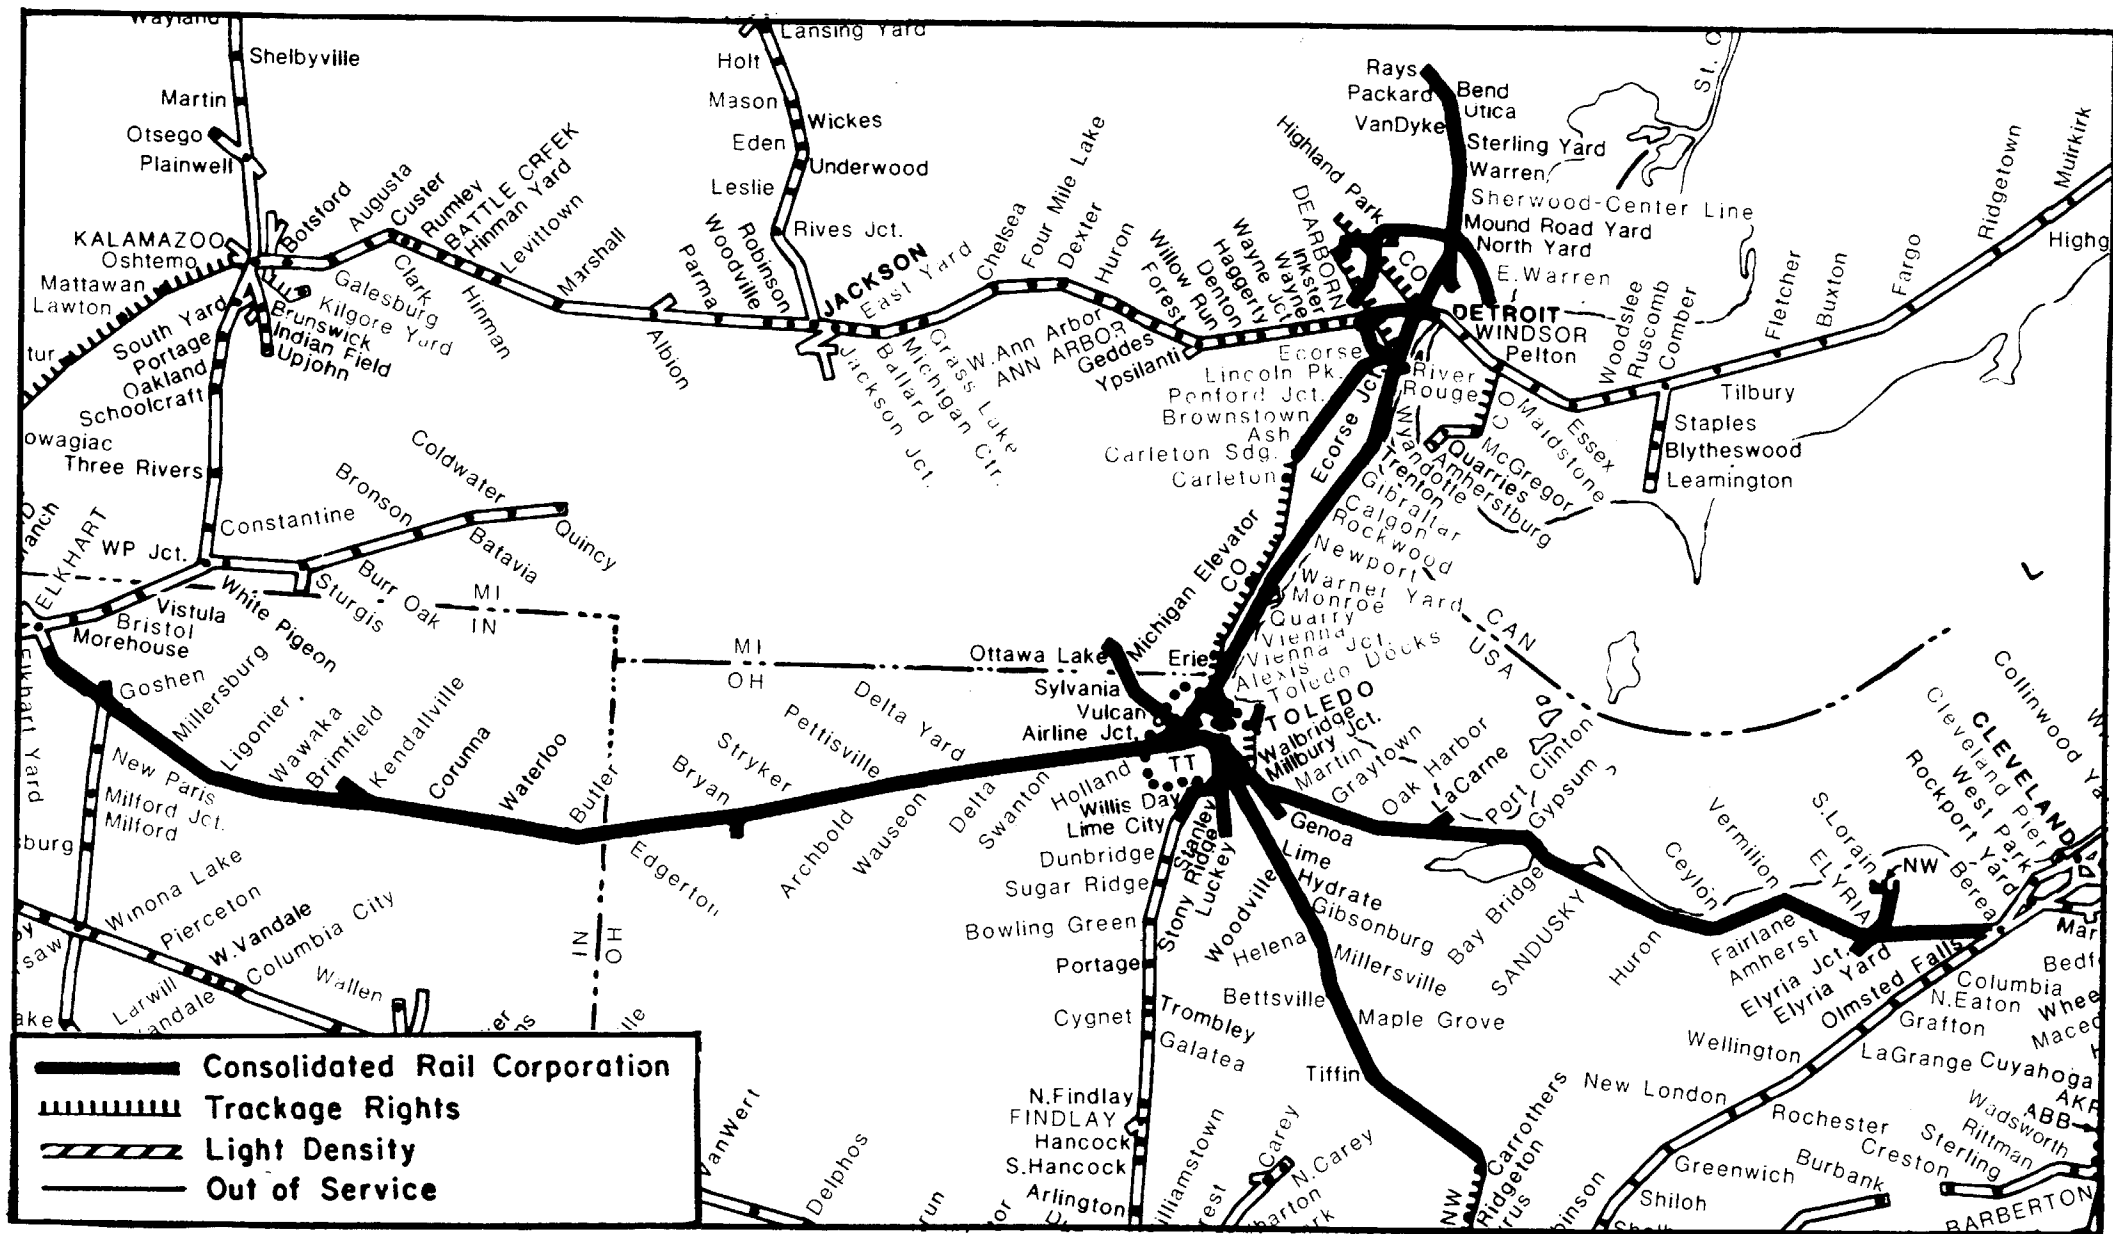 Wayland
Shelbyville
Martin
Otsego
Plainwell
KALAMAZOO
Oshtemo
Mattawan
Lawton
Botsford
Augusta
Custer
Rumley
BATTLE CREEK
Hinman Yard
Levittown
Marshall
Galesburg
Kilgore Yard
Clark
Hinman
Brunswick
Indian Field
Upjohn
South Yard
Portage
Oakland
Schoolcraft
Three Rivers
Constantine
WP Jct.
Bronson
Coldwater
Batavia
Quincy
Burr Oak
Sturgis
White Pigeon
Vistula
Bristol
Morehouse
ELKHART
Elkhart Yard
Lansing Yard
Holt
Mason
Wickes
Eden
Underwood
Leslie
Rives Jct.
Albion
Parma
Woodville
Robinson
JACKSON
East Yard
Jackson Jct.
Ballard
Michigan Ctr.
Grass Lake
Chelsea
Four Mile Lake
Dexter
Huron
W. Ann Arbor
ANN ARBOR
Geddes
Ypsilanti
Forest
Willow Run
Denton
Haggerty
Wayne Jct
Wayne
Inkster
DEARBORN
Highland Park
CO
Rays
Bend
Packard
Utica
VanDyke
Sterling Yard
Warren
Sherwood-Center Line
Mound Road Yard
North Yard
E. Warren
DETROIT
WINDSOR
Pelton
St. C
Ecorse
Lincoln Pk.
Penford Jct.
Brownstown
Ash
Carleton Sdg.
Carleton
Ecorse Jct.
River
Rouge
Wyandotte
Trenton
Gibraltar
Calgon
Rockwood
Newport
Warner Yard
Monroe
Quarry
Vienna
Vienna Jct.
Alexis
Toledo Docks
TOLEDO
Walbridge
Millbury Jct.
Martin
CO
Quarries
Amherstburg
McGregor
Maidstone
Essex
Woodslee
Ruscomb
Comber
Staples
Blytheswood
Leamington
Tilbury
Fletcher
Buxton
Fargo
Ridgetown
Muirkirk
Highg
MI
IN
MI
OH
IN
OH
CAN
USA
L
Michigan Elevator
CO
Erie
Ottawa Lake
Sylvania
Vulcan
Airline Jct.
TT
Goshen
Millersburg
Ligonier
Wawaka
Brimfield
Kendallville
Corunna
Waterloo
Butler
Edgerton
Bryan
Stryker
Archbold
Pettisville
Wauseon
Delta Yard
Delta
Swanton
Holland
New Paris
Milford Jct.
Milford
Winona Lake
Pierceton
W. Vandale
Columbia City
Larwill
Vandale
Wallen
Willis Day
Lime City
Dunbridge
Sugar Ridge
Bowling Green
Portage
Trombley
Cygnet
Galatea
N.Findlay
FINDLAY
Hancock
S.Hancock
Arlington
Stanley
Stony Ridge
Luckey
Genoa
Lime
Hydrate
Woodville
Gibsonburg
Helena
Millersville
Bettsville
Maple Grove
Tiffin
Carrothers
Ridgeton
NW
Graytown
Oak Harbor
LaCarne
Port Clinton
Gypsum
Bay Bridge
SANDUSKY
Huron
Ceylon
Vermilion
Fairlane
Amherst
S.Lorain
ELYRIA
NW
Elyria Jct.
Elyria Yard
Berea
Olmsted Falls
Rockport Yard
West Park
CLEVELAND
Cleveland Pier
Collinwood Ya
Columbia
N.Eaton
Grafton
LaGrange
Wellington
New London
Rochester
Greenwich
Shiloh
Burbank
Creston
Sterling
Rittman
Wadsworth
BARBERTON
Cuyahoga
ABB
VanWert
Delphos
Carey
N.Carey
Consolidated Rail Corporation
Trackage Rights
Light Density
Out of Service